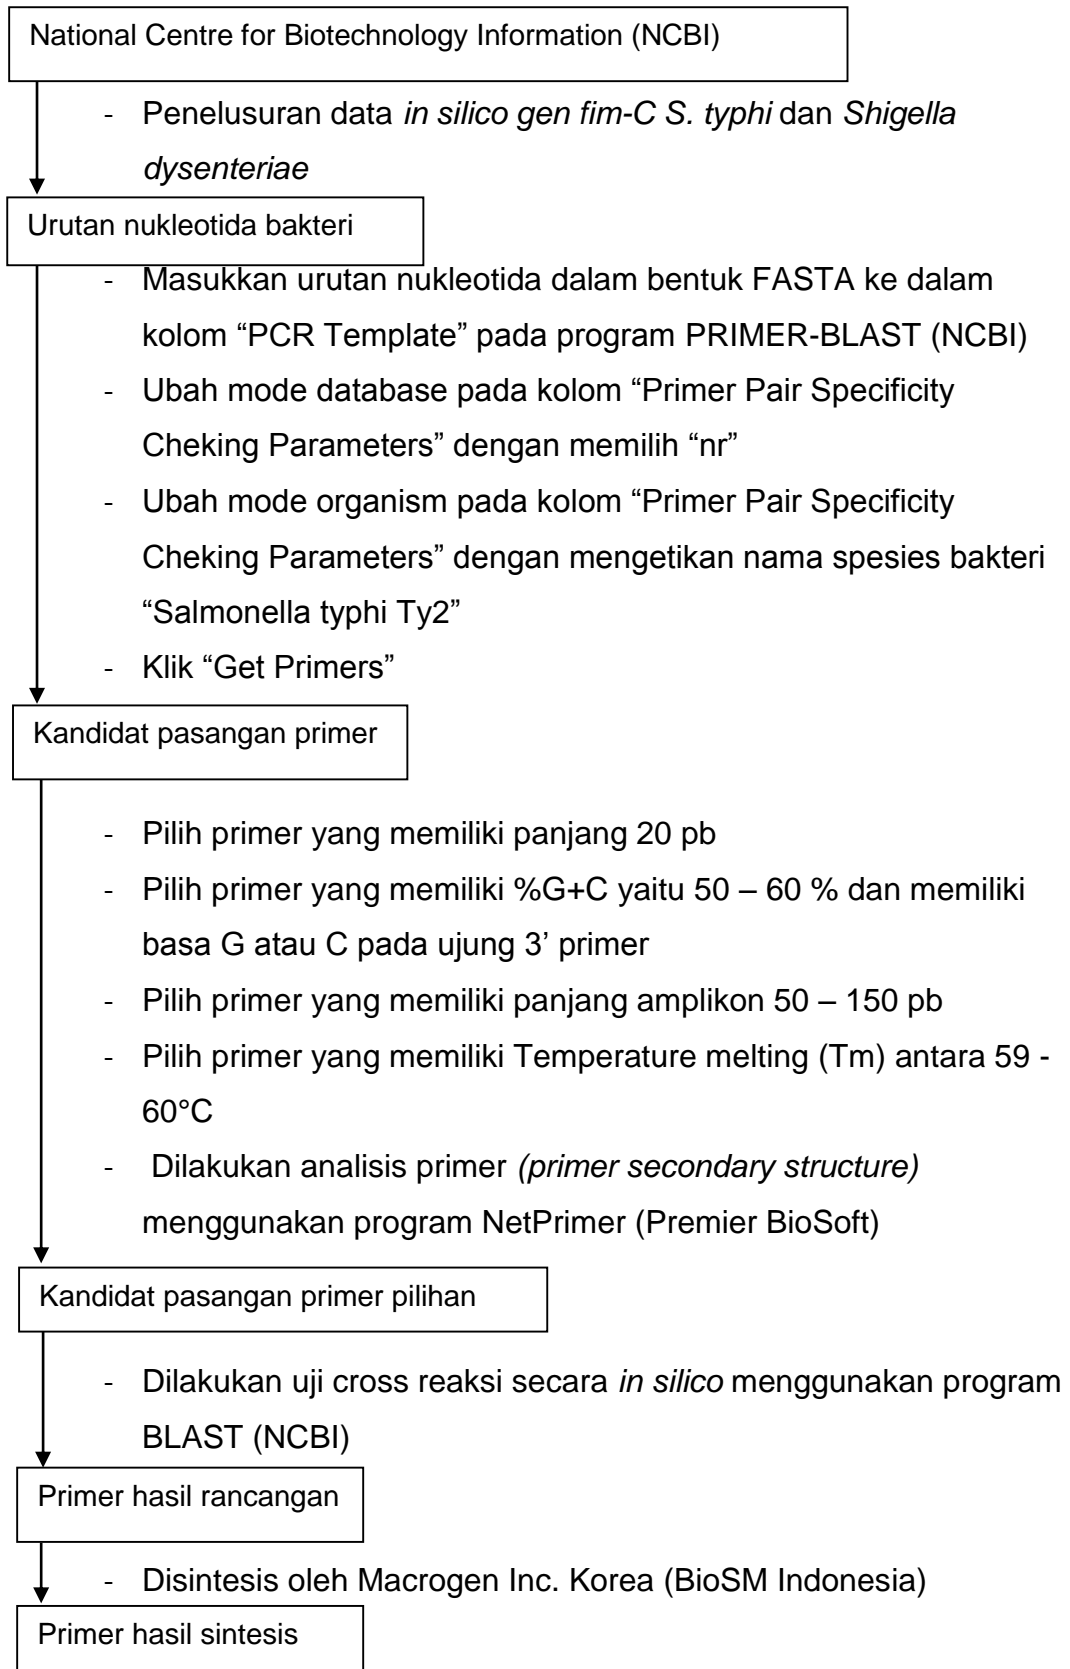 National Centre for Biotechnology Information (NCBI)
- Penelusuran data in silico gen fim-C S. typhi dan Shigella
dysenteriae
Urutan nukleotida bakteri
- Masukkan urutan nukleotida dalam bentuk FASTA ke dalam
kolom “PCR Template” pada program PRIMER-BLAST (NCBI)
- Ubah mode database pada kolom “Primer Pair Specificity
Cheking Parameters” dengan memilih “nr”
- Ubah mode organism pada kolom “Primer Pair Specificity
Cheking Parameters” dengan mengetikan nama spesies bakteri
“Salmonella typhi Ty2”
- Klik “Get Primers”
Kandidat pasangan primer
- Pilih primer yang memiliki panjang 20 pb
- Pilih primer yang memiliki %G+C yaitu 50 – 60 % dan memiliki
basa G atau C pada ujung 3’ primer
- Pilih primer yang memiliki panjang amplikon 50 – 150 pb
- Pilih primer yang memiliki Temperature melting (Tm) antara 59 -
60°C
- Dilakukan analisis primer (primer secondary structure)
menggunakan program NetPrimer (Premier BioSoft)
Kandidat pasangan primer pilihan
- Dilakukan uji cross reaksi secara in silico menggunakan program
BLAST (NCBI)
Primer hasil rancangan
- Disintesis oleh Macrogen Inc. Korea (BioSM Indonesia)
Primer hasil sintesis